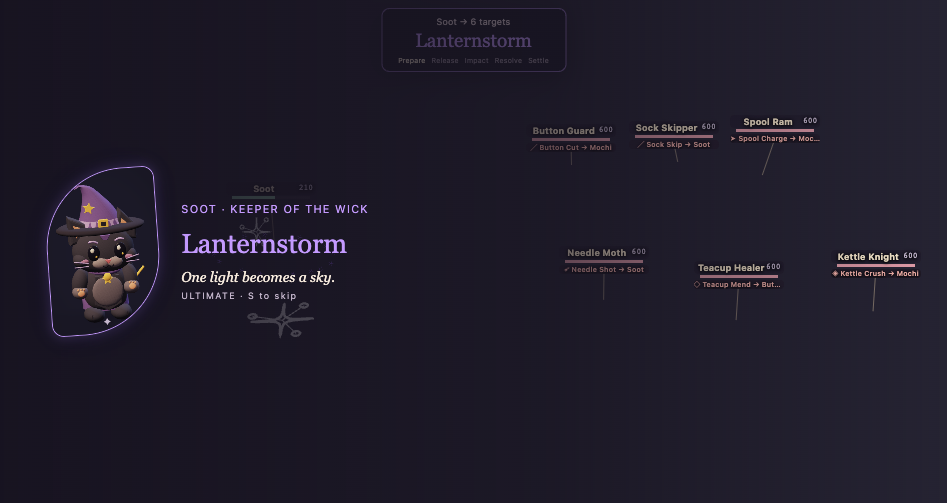 Soot → 6 targets
Lanternstorm
Prepare Release Impact Resolve Settle
Button Guard 600
Button Cut → Mochi
Sock Skipper 600
Sock Skip → Soot
Spool Ram 600
Spool Charge → Moc...
Soot 210
SOOT · KEEPER OF THE WICK
Lanternstorm
One light becomes a sky.
ULTIMATE · S to skip
Needle Moth 600
Needle Shot → Soot
Teacup Healer 600
Teacup Mend → But...
Kettle Knight 600
Kettle Crush → Mochi